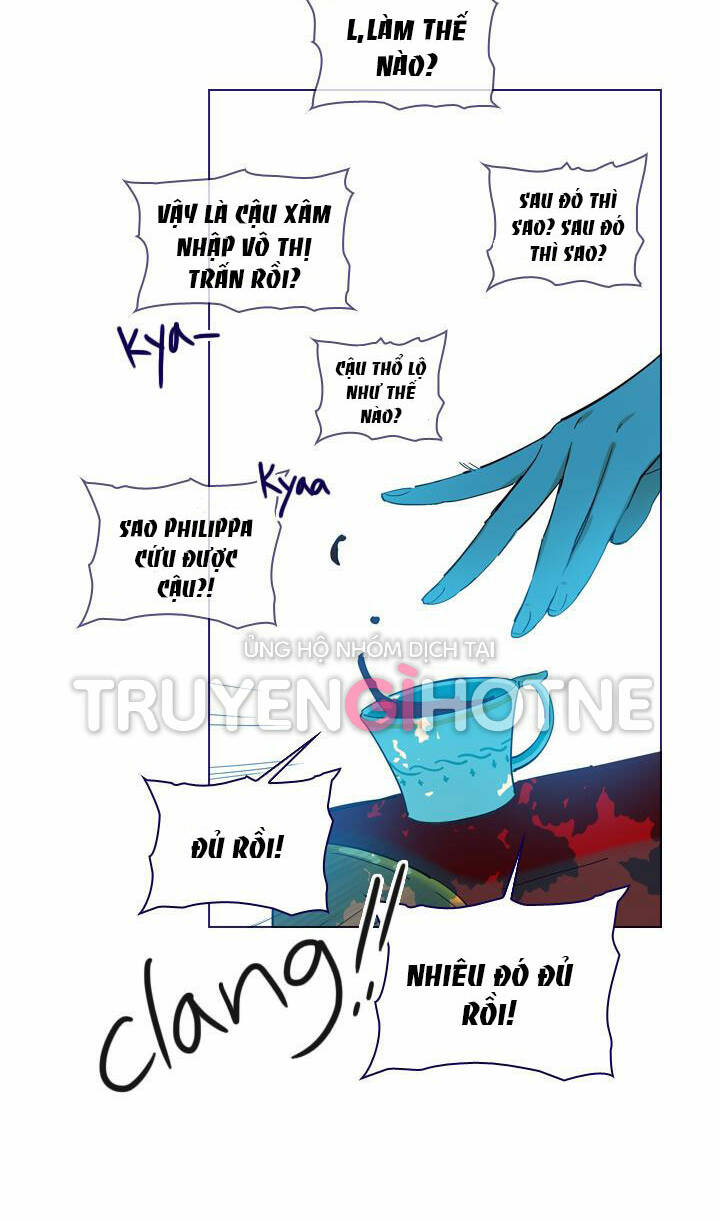 L,LÀM THẾ
NÀO?
VẬY LÀ CẬU XÂM
NHẬP VÔ THỊ
TRẤN RỒI?
SAU ĐÓ THÌ
SAO? SAU ĐÓ
THÌ SAO?
Kya-
CẬU THỔ LỘ
NHƯ THẾ
NÀO?
Kyaa
SAO PHILIPPA
CỨU ĐƯỢC
CẬU?!
ỦNG HỘ NHÓM DỊCH TẠI
TRUYENGÌHOTNE
ĐỦ RỒI!
clang!!
NHIÊU ĐÓ ĐỦ
RỒI!